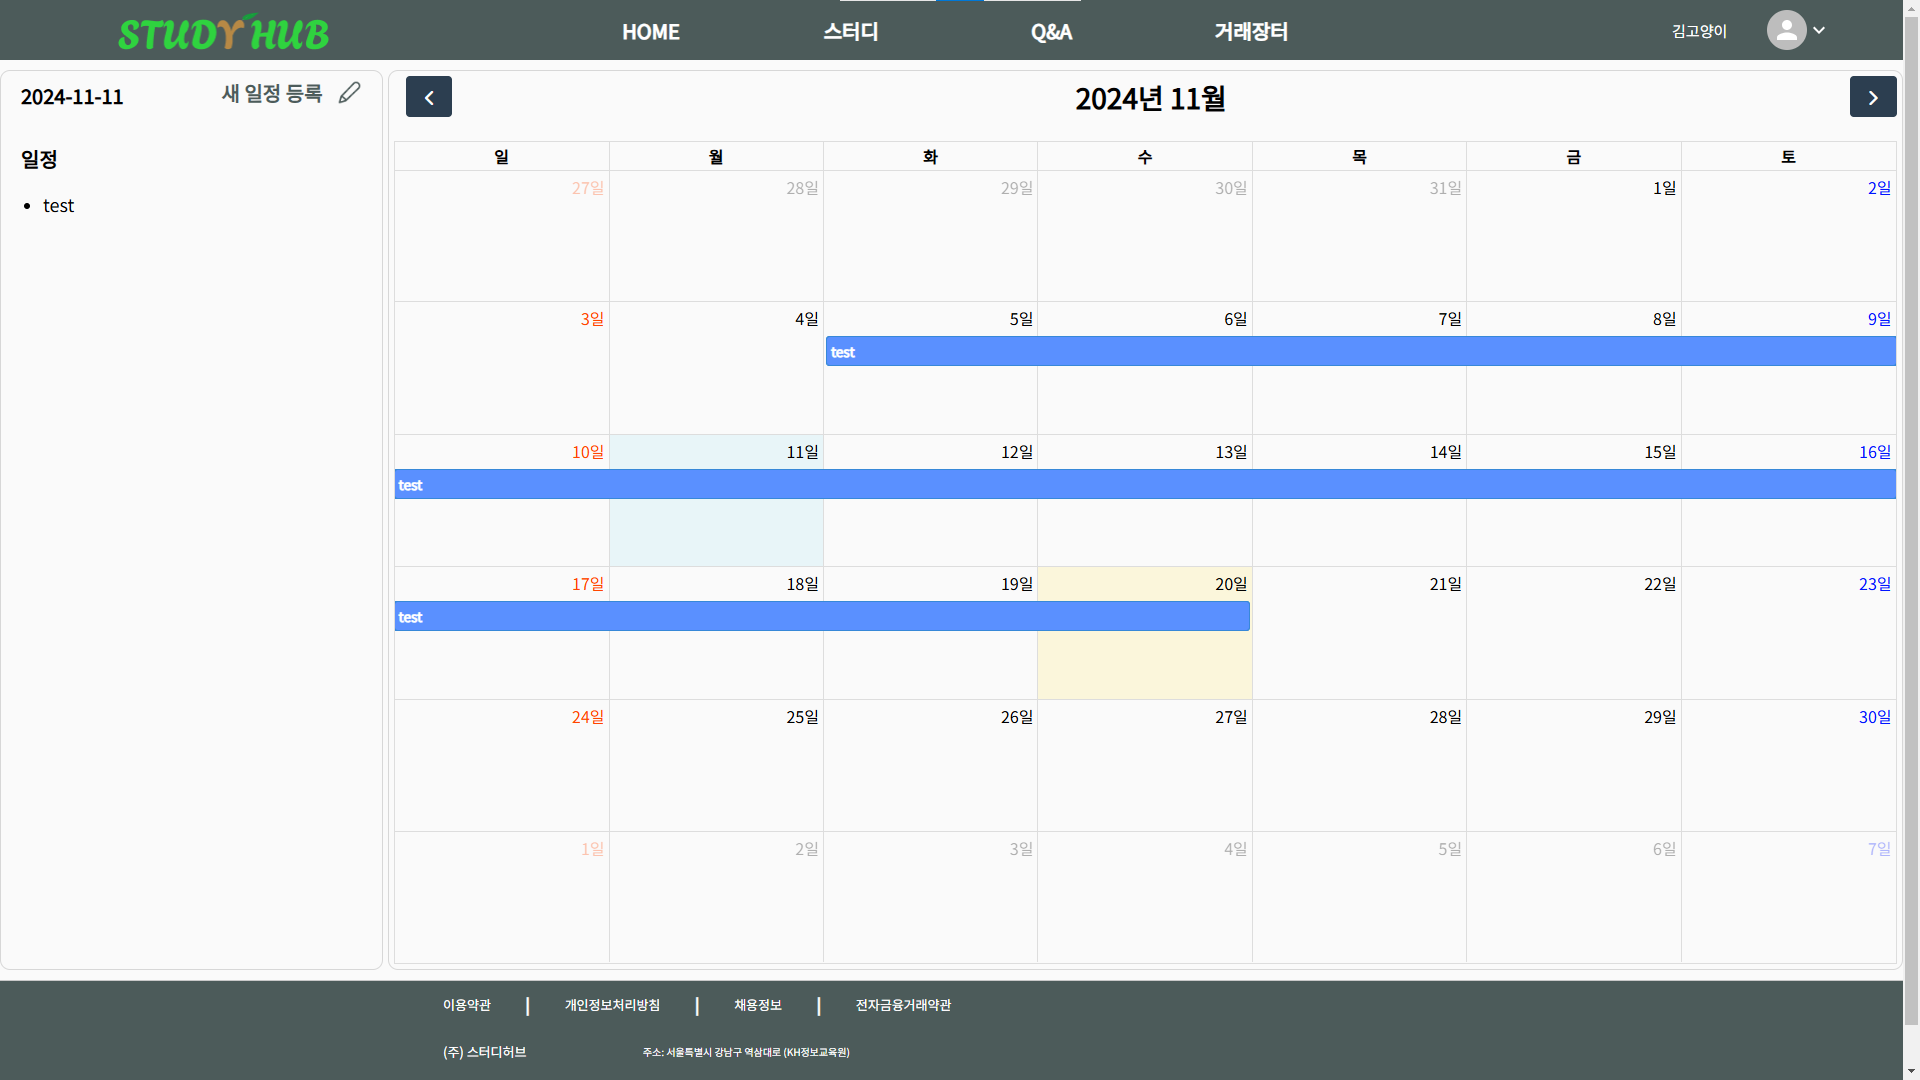 STUDY HUB
HOME 스터디 Q&A 거래장터 김고양이
2024-11-11 새 일정 등록
일정
• test
2024년 11월
일 월 화 수 목 금 토
27일 28일 29일 30일 31일 1일 2일
3일 4일 5일 6일 7일 8일 9일
test
10일 11일 12일 13일 14일 15일 16일
test
17일 18일 19일 20일 21일 22일 23일
test
24일 25일 26일 27일 28일 29일 30일
1일 2일 3일 4일 5일 6일 7일
이용약관 | 개인정보처리방침 | 채용정보 | 전자금융거래약관
(주) 스터디허브 주소: 서울특별시 강남구 역삼대로 (KH정보교육원)